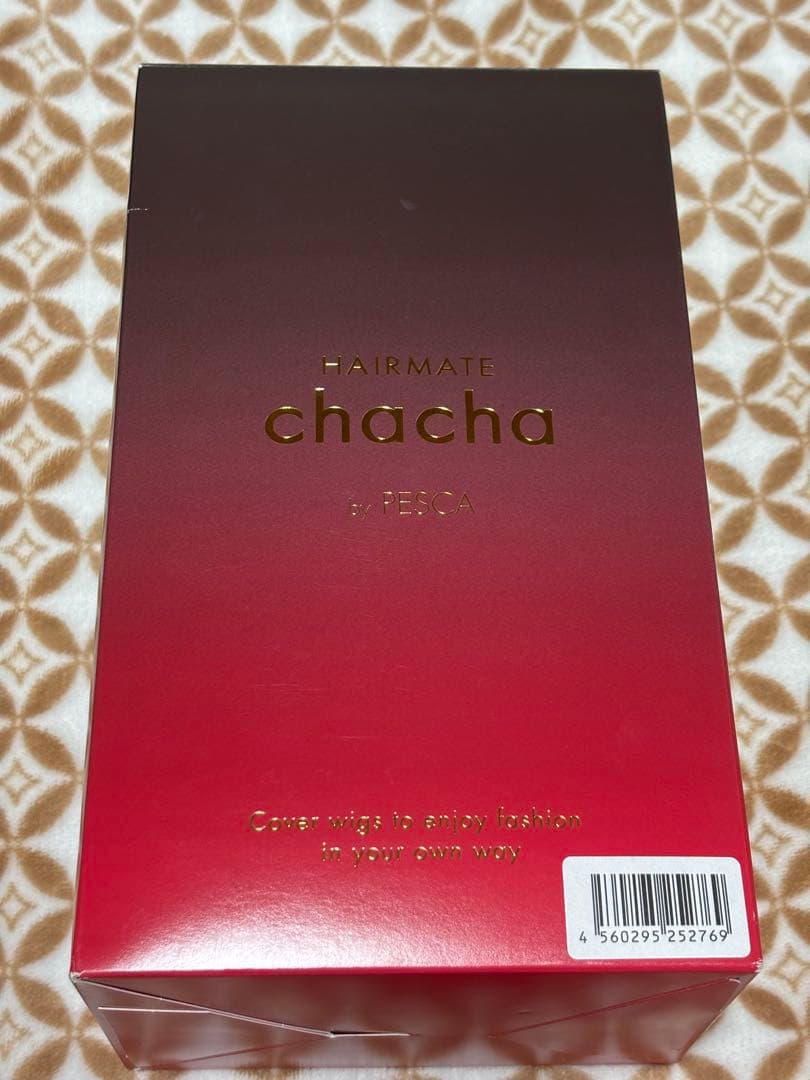 HAIRMATE
chacha
by PESCA
Cover wigs to enjoy fashion
in your own way
4 560295 252769